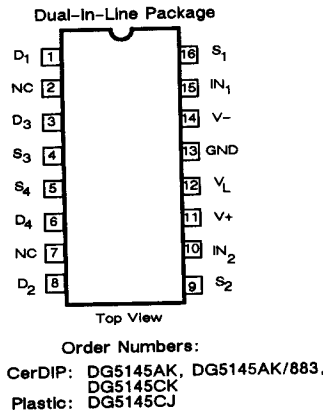 Dual-In-Line Package
D1 1 16 S1
NC 2 15 IN1
D3 3 14 V-
S3 4 13 GND
S4 5 12 VL
D4 6 11 V+
NC 7 10 IN2
D2 8 9 S2
Top View
Order Numbers:
CerDIP: DG5145AK, DG5145AK/883,
DG5145CK
Plastic: DG5145CJ